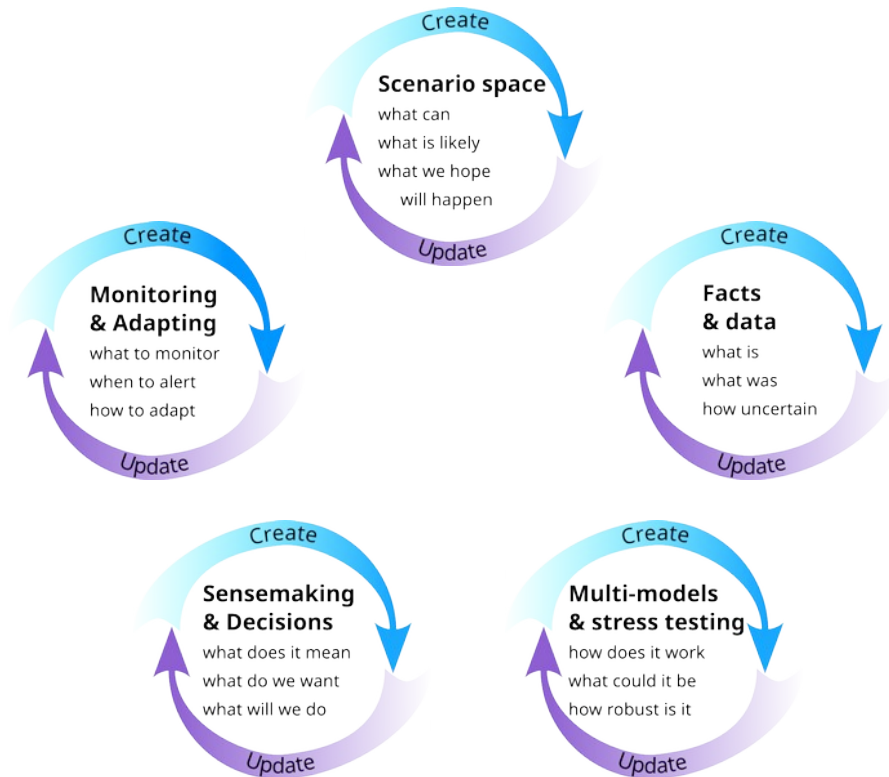 Create
Scenario space
what can
what is likely
what we hope
will happen
Update
Create
Monitoring
& Adapting
what to monitor
when to alert
how to adapt
Update
Create
Facts
& data
what is
what was
how uncertain
Update
Create
Sensemaking
& Decisions
what does it mean
what do we want
what will we do
Update
Create
Multi-models
& stress testing
how does it work
what could it be
how robust is it
Update